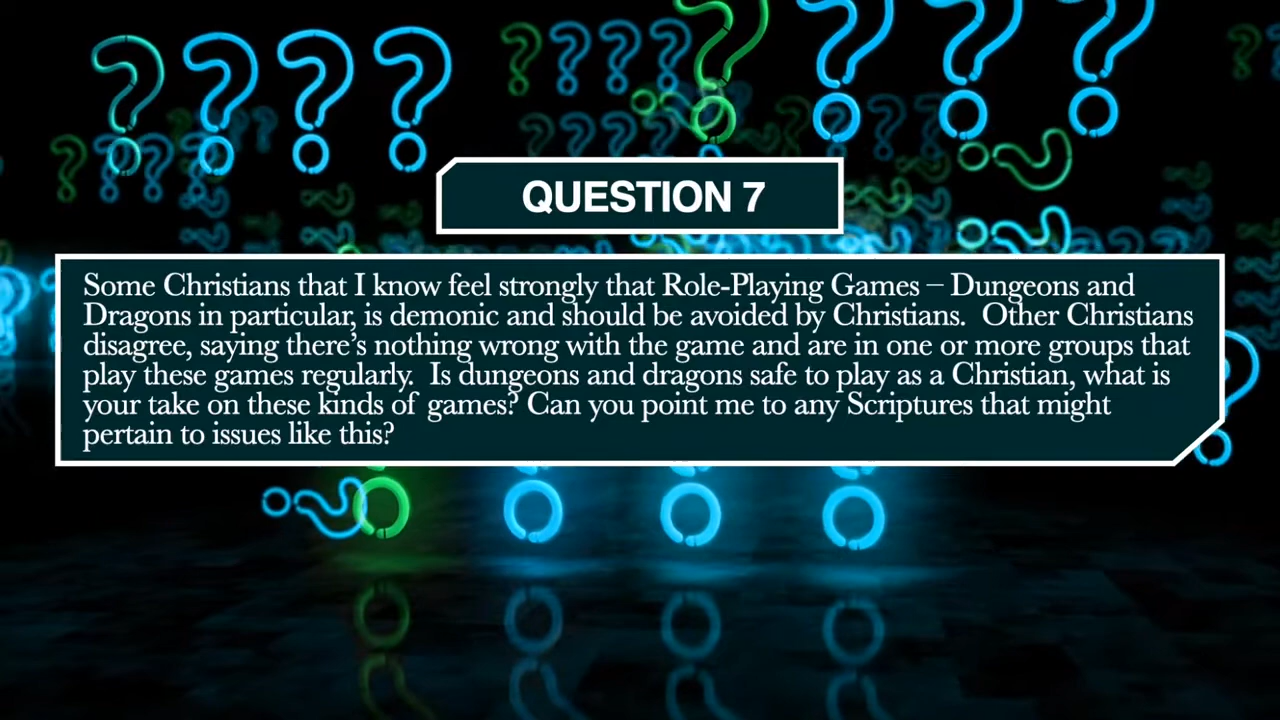 QUESTION 7
Some Christians that I know feel strongly that Role-Playing Games – Dungeons and
Dragons in particular, is demonic and should be avoided by Christians.  Other Christians
disagree, saying there's nothing wrong with the game and are in one or more groups that
play these games regularly.  Is dungeons and dragons safe to play as a Christian, what is
your take on these kinds of games? Can you point me to any Scriptures that might
pertain to issues like this?